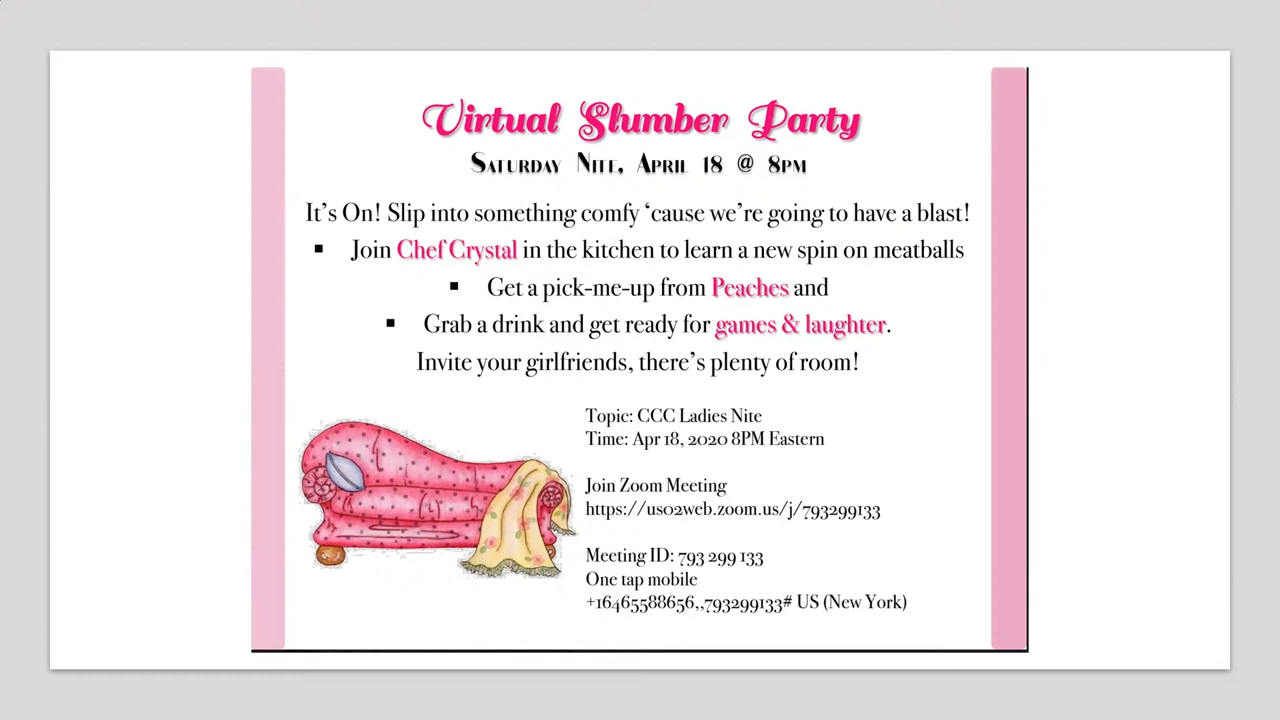 Virtual Slumber Party
Saturday Nite, April 18 @ 8pm
It's On! Slip into something comfy ‘cause we're going to have a blast!
▪ Join Chef Crystal in the kitchen to learn a new spin on meatballs
▪ Get a pick-me-up from Peaches and
▪ Grab a drink and get ready for games & laughter.
Invite your girlfriends, there's plenty of room!
Topic: CCC Ladies Nite
Time: Apr 18, 2020 8PM Eastern
Join Zoom Meeting
https://us02web.zoom.us/j/793299133
Meeting ID: 793 299 133
One tap mobile
+16465588656,,793299133# US (New York)